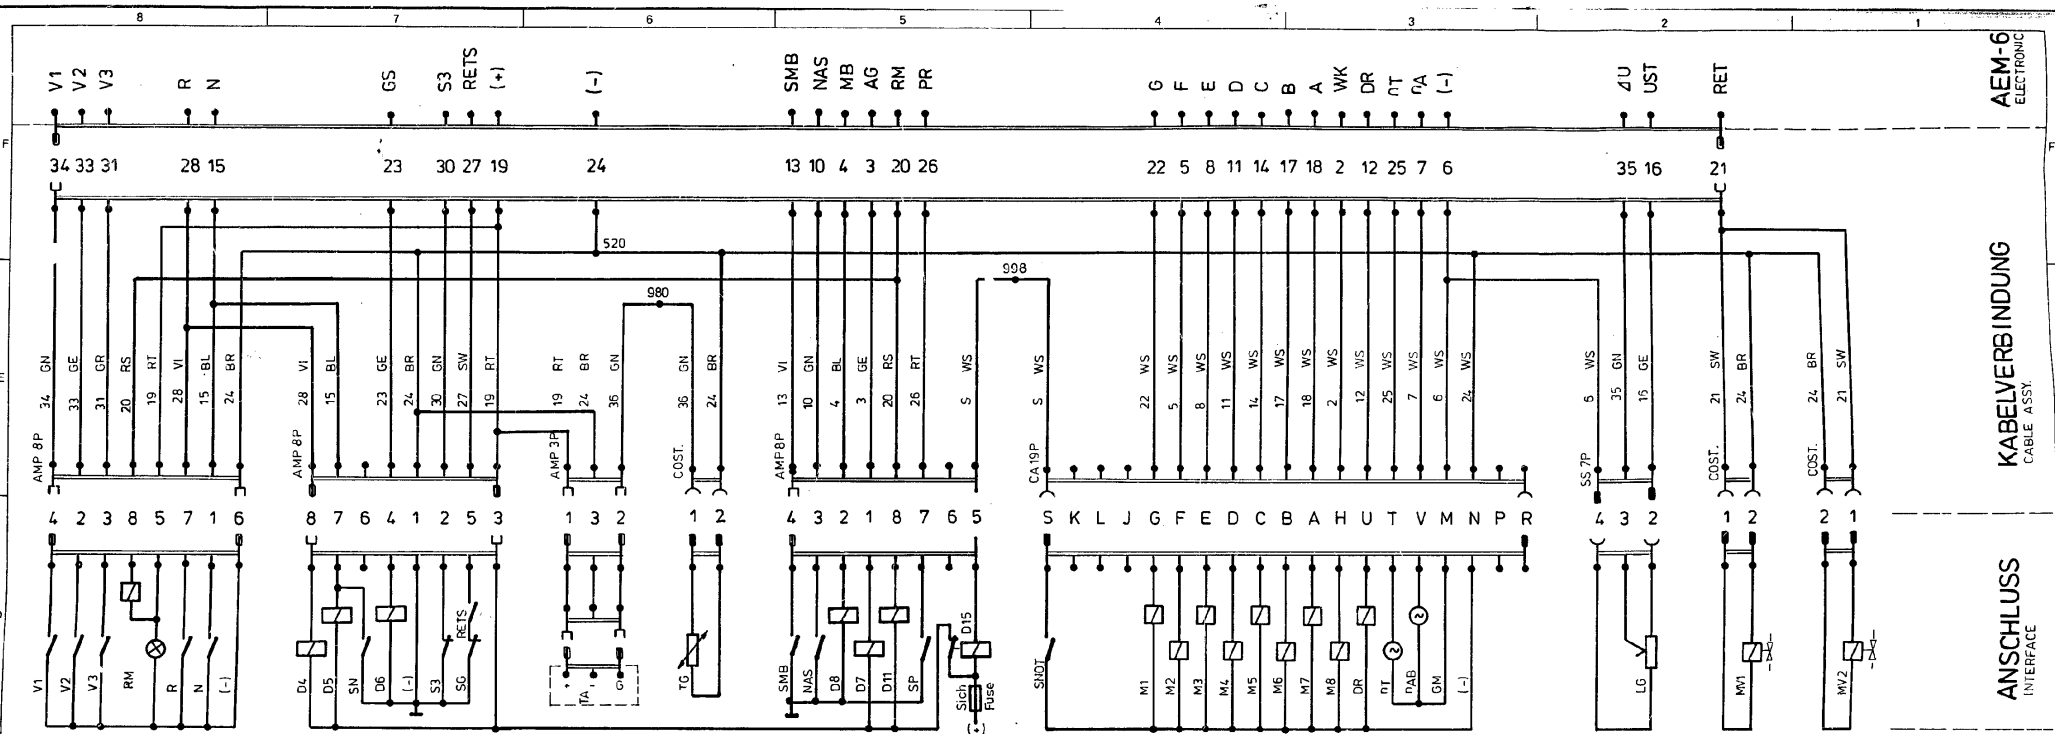 8 7 6 5 4 3 2 1
V1 V2 V3 R N GS S3 RETS (+) (-) SMB NAS MB AG RM PR G F E D C B A WK DR nT nA (-) ΔU UST RET
AEM-6
ELECTRONIC
F F
34 33 31 28 15 23 30 27 19 24 13 10 4 3 20 26 22 5 8 11 14 17 18 2 12 25 7 6 35 16 21
520
998
980
KABELVERBINDUNG
CABLE ASSY.
E
GN GE GR RS RT VI BL BR VI BL GE BR GN SW RT RT BR GN GN BR VI GN BL GE RS RT WS WS WS WS WS WS WS WS WS WS WS WS WS WS WS WS GN GE SW BR BR SW
34 33 31 20 19 28 15 24 28 15 23 24 30 27 19 19 24 36 36 24 13 10 4 3 20 26 S S 22 5 8 11 14 17 18 2 12 25 7 6 24 6 35 16 21 24 24 21
AMP 8P AMP 8P AMP 3P COST. AMP 8P CA 19P SS 7P COST. COST.
4 2 3 8 5 7 1 6 8 7 6 4 1 2 5 3 1 3 2 1 2 4 3 2 1 8 7 6 5 S K L J G F E D C B A H U T V M N P R 4 3 2 1 2 2 1
ANSCHLUSS
INTERFACE
RETS
D15
V1 V2 V3 RM R N (-) D4 D5 SN D6 (-) S3 SG + - G TA TG SMB NAS D8 D7 D11 SP Sich Fuse SNOT M1 M2 M3 M4 M5 M6 M7 M8 DR nT nAB GM (-) LG MV1 MV2
(+)